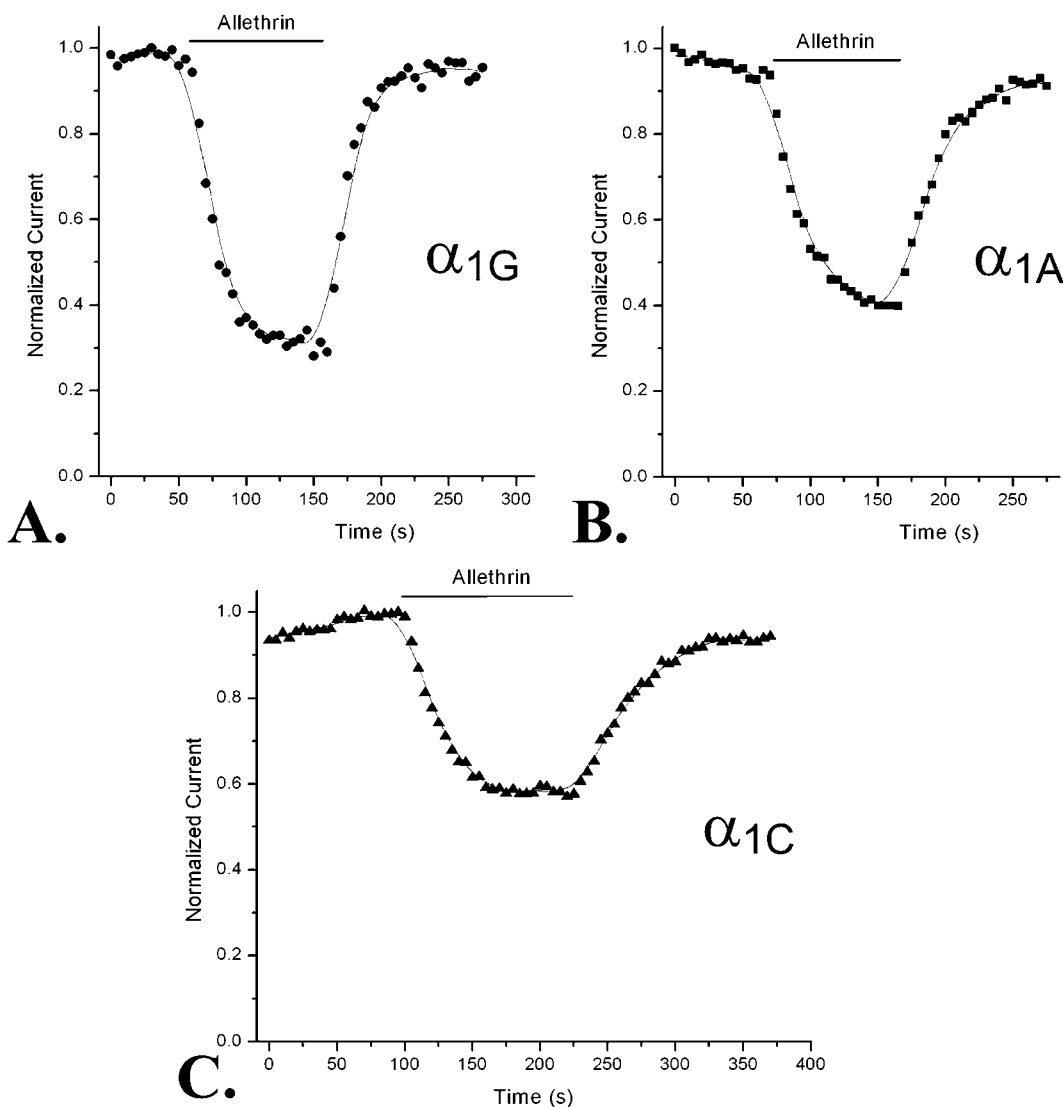 Allethrin
1.0
0.8
0.6
0.4
0.2
0.0
Normalized Current
α1G
0 50 100 150 200 250 300
Time (s)
A.
Allethrin
1.0
0.8
0.6
0.4
0.2
0.0
Normalized Current
α1A
0 50 100 150 200 250
Time (s)
B.
Allethrin
1.0
0.8
0.6
0.4
0.2
0.0
Normalized Current
α1C
0 50 100 150 200 250 300 350 400
Time (s)
C.